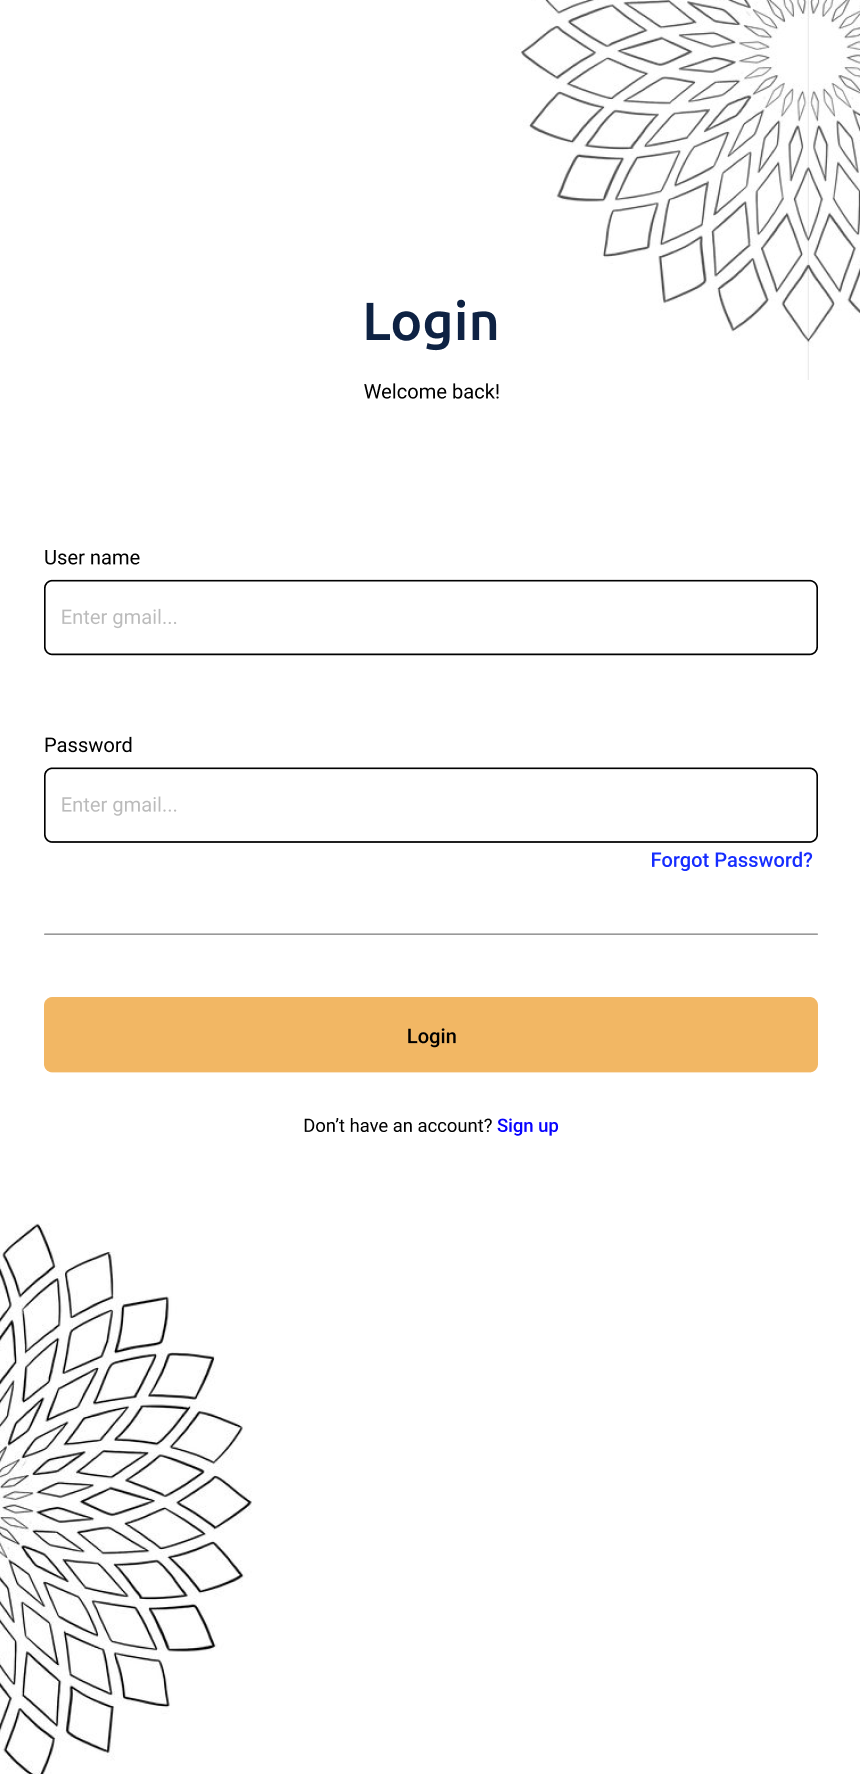 Login
Welcome back!
User name
Enter gmail...
Password
Enter gmail...
Forgot Password?
Login
Don't have an account? Sign up